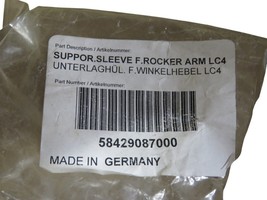 Part Description / Artikelnummer:
SUPPOR.SLEEVE F.ROCKER ARM LC4
UNTERLAGHÜL. F.WINKELHEBEL LC4
Part Number / Artikelnummer:
58429087000
MADE IN GERMANY